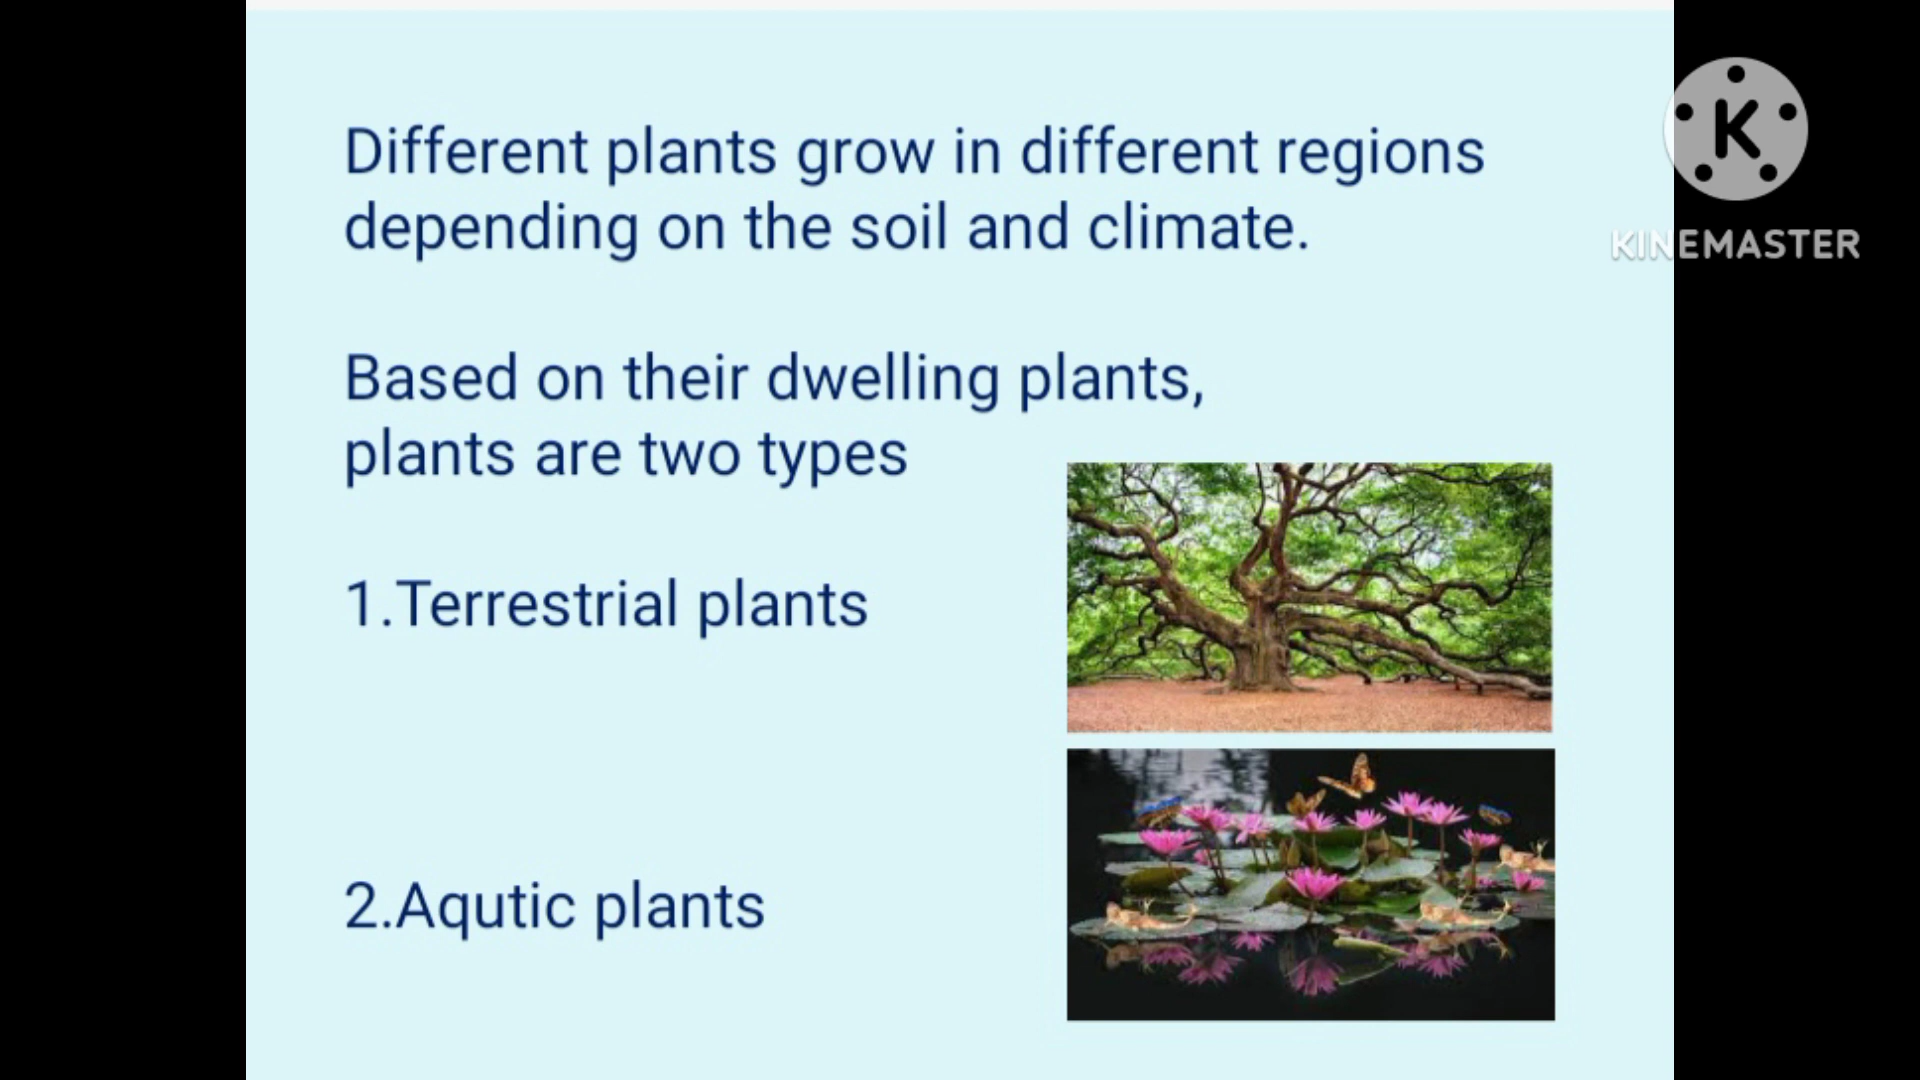 Different plants grow in different regions
depending on the soil and climate.
Based on their dwelling plants,
plants are two types
1.Terrestrial plants
2.Aqutic plants
K
KINEMASTER